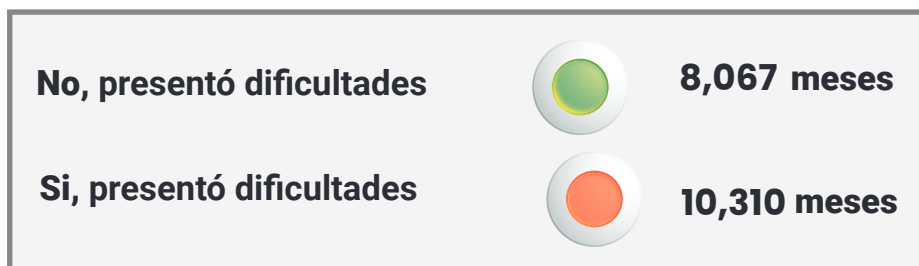 No, presentó dificultades 8,067 meses
Si, presentó dificultades 10,310 meses